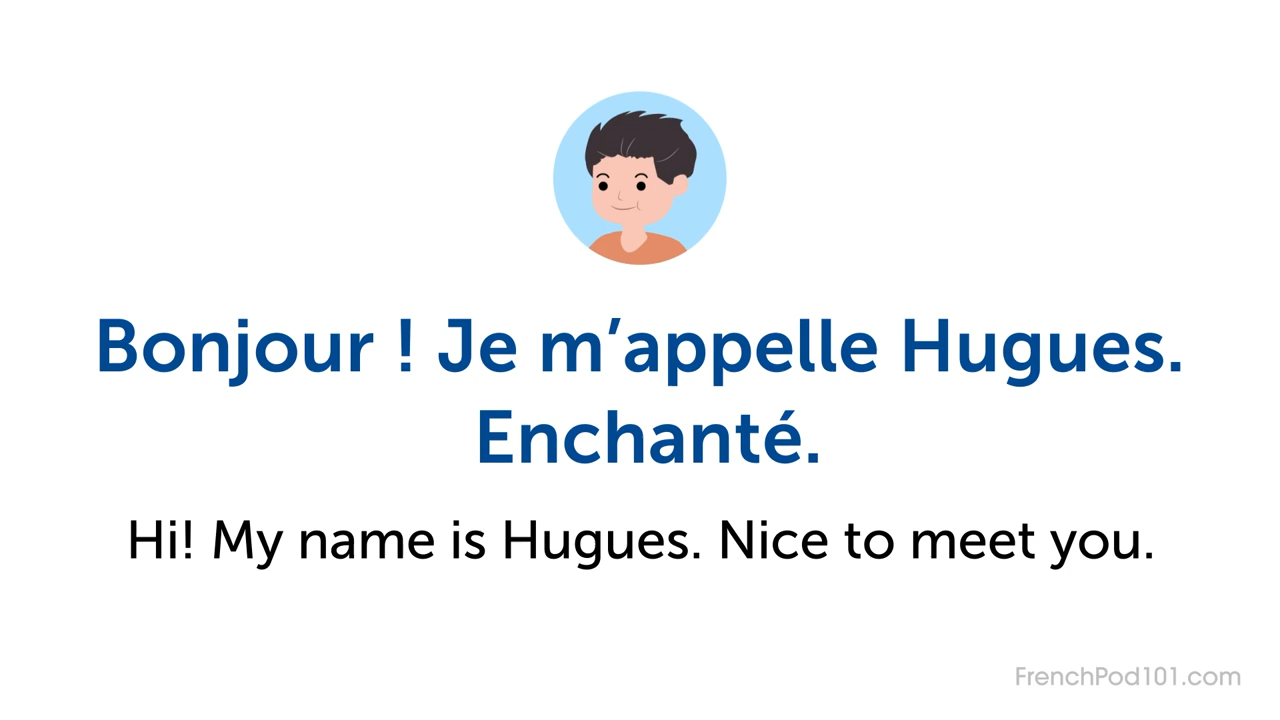 Bonjour ! Je m’appelle Hugues.
Enchanté.
Hi! My name is Hugues. Nice to meet you.
FrenchPod101.com